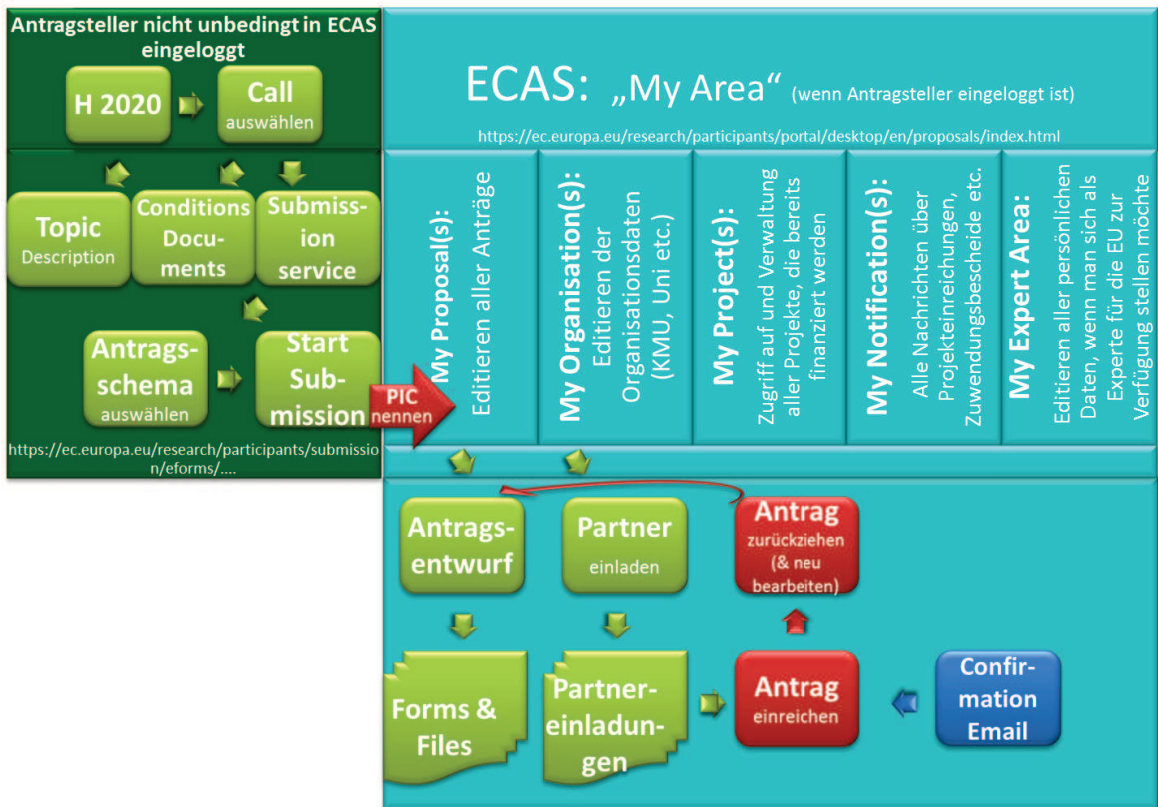 Antragsteller nicht unbedingt in ECAS
eingeloggt
H 2020
Call
auswählen
Topic
Description
Conditions
Docu-
ments
Submiss-
ion
service
Antrags-
schema
auswählen
Start
Sub-
mission
PIC
nennen
https://ec.europa.eu/research/participants/submissio
n/eforms/....
ECAS: „My Area“ (wenn Antragsteller eingeloggt ist)
https://ec.europa.eu/research/participants/portal/desktop/en/proposals/index.html
My Proposal(s):
Editieren aller Anträge
My Organisation(s):
Editieren der
Organisationsdaten
(KMU, Uni etc.)
My Project(s):
Zugriff auf und Verwaltung
aller Projekte, die bereits
finanziert werden
My Notification(s):
Alle Nachrichten über
Projekteinreichungen,
Zuwendungsbescheide etc.
My Expert Area:
Editieren aller persönlichen
Daten, wenn man sich als
Experte für die EU zur
Verfügung stellen möchte
Antrags-
entwurf
Partner
einladen
Antrag
zurückziehen
(& neu
bearbeiten)
Forms &
Files
Partner-
einladun-
gen
Antrag
einreichen
Confir-
mation
Email